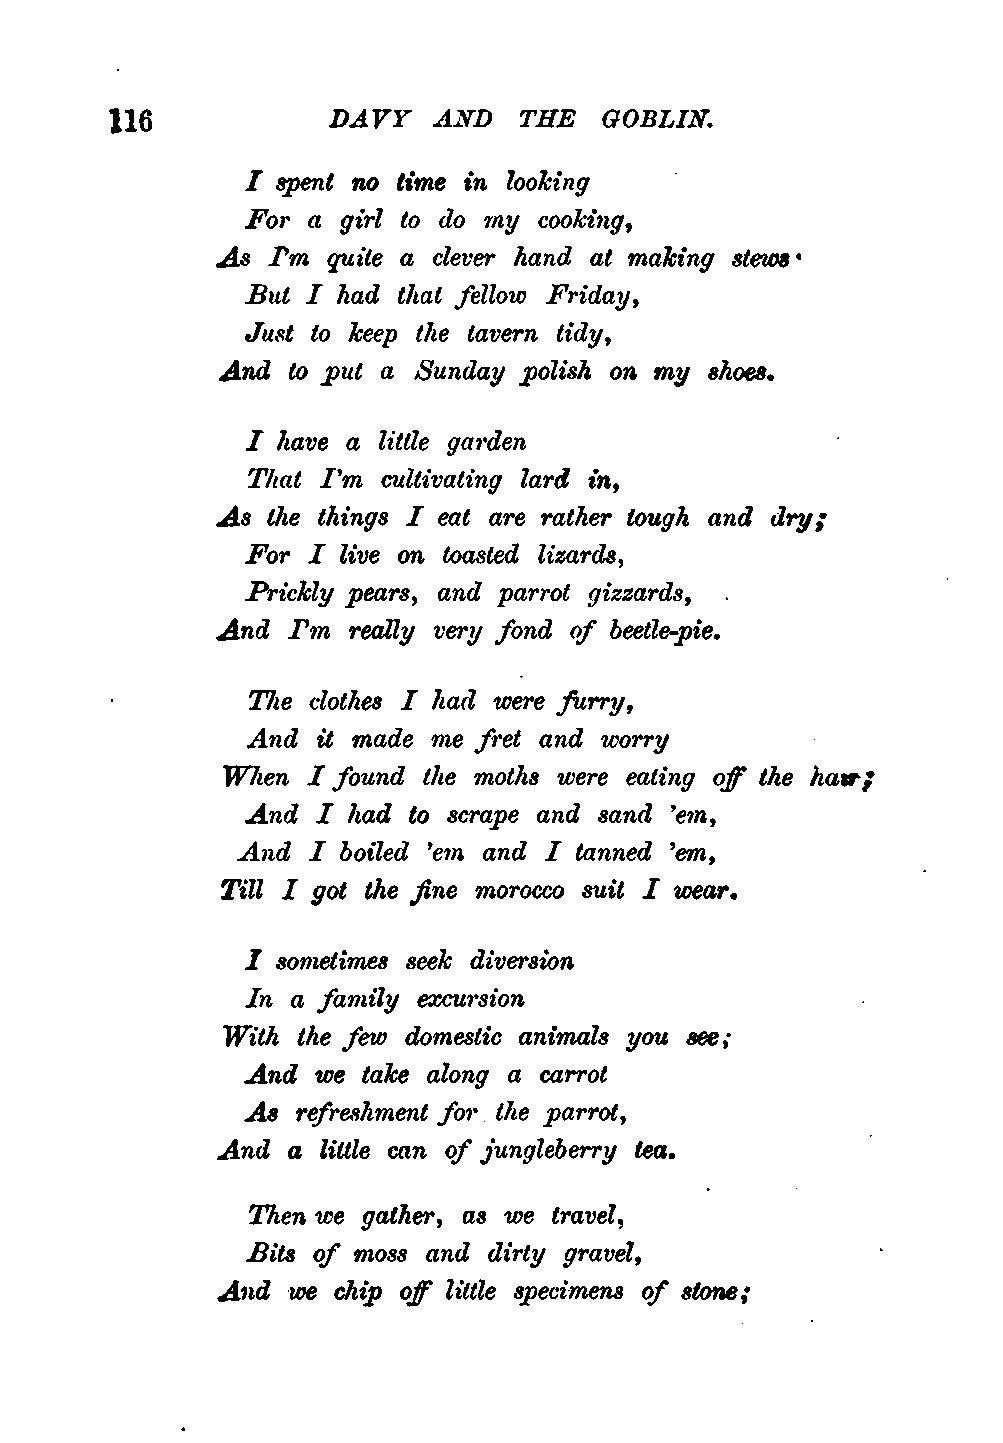 116 DAVY AND THE GOBLIN.
I spent no time in looking
For a girl to do my cooking,
As I'm quite a clever hand at making stews·
But I had that fellow Friday,
Just to keep the tavern tidy,
And to put a Sunday polish on my shoes.
I have a little garden
That I'm cultivating lard in,
As the things I eat are rather tough and dry;
For I live on toasted lizards,
Prickly pears, and parrot gizzards,
And I'm really very fond of beetle-pie.
The clothes I had were furry,
And it made me fret and worry
When I found the moths were eating off the hair;
And I had to scrape and sand 'em,
And I boiled 'em and I tanned 'em,
Till I got the fine morocco suit I wear.
I sometimes seek diversion
In a family excursion
With the few domestic animals you see;
And we take along a carrot
As refreshment for the parrot,
And a little can of jungleberry tea.
Then we gather, as we travel,
Bits of moss and dirty gravel,
And we chip off little specimens of stone;